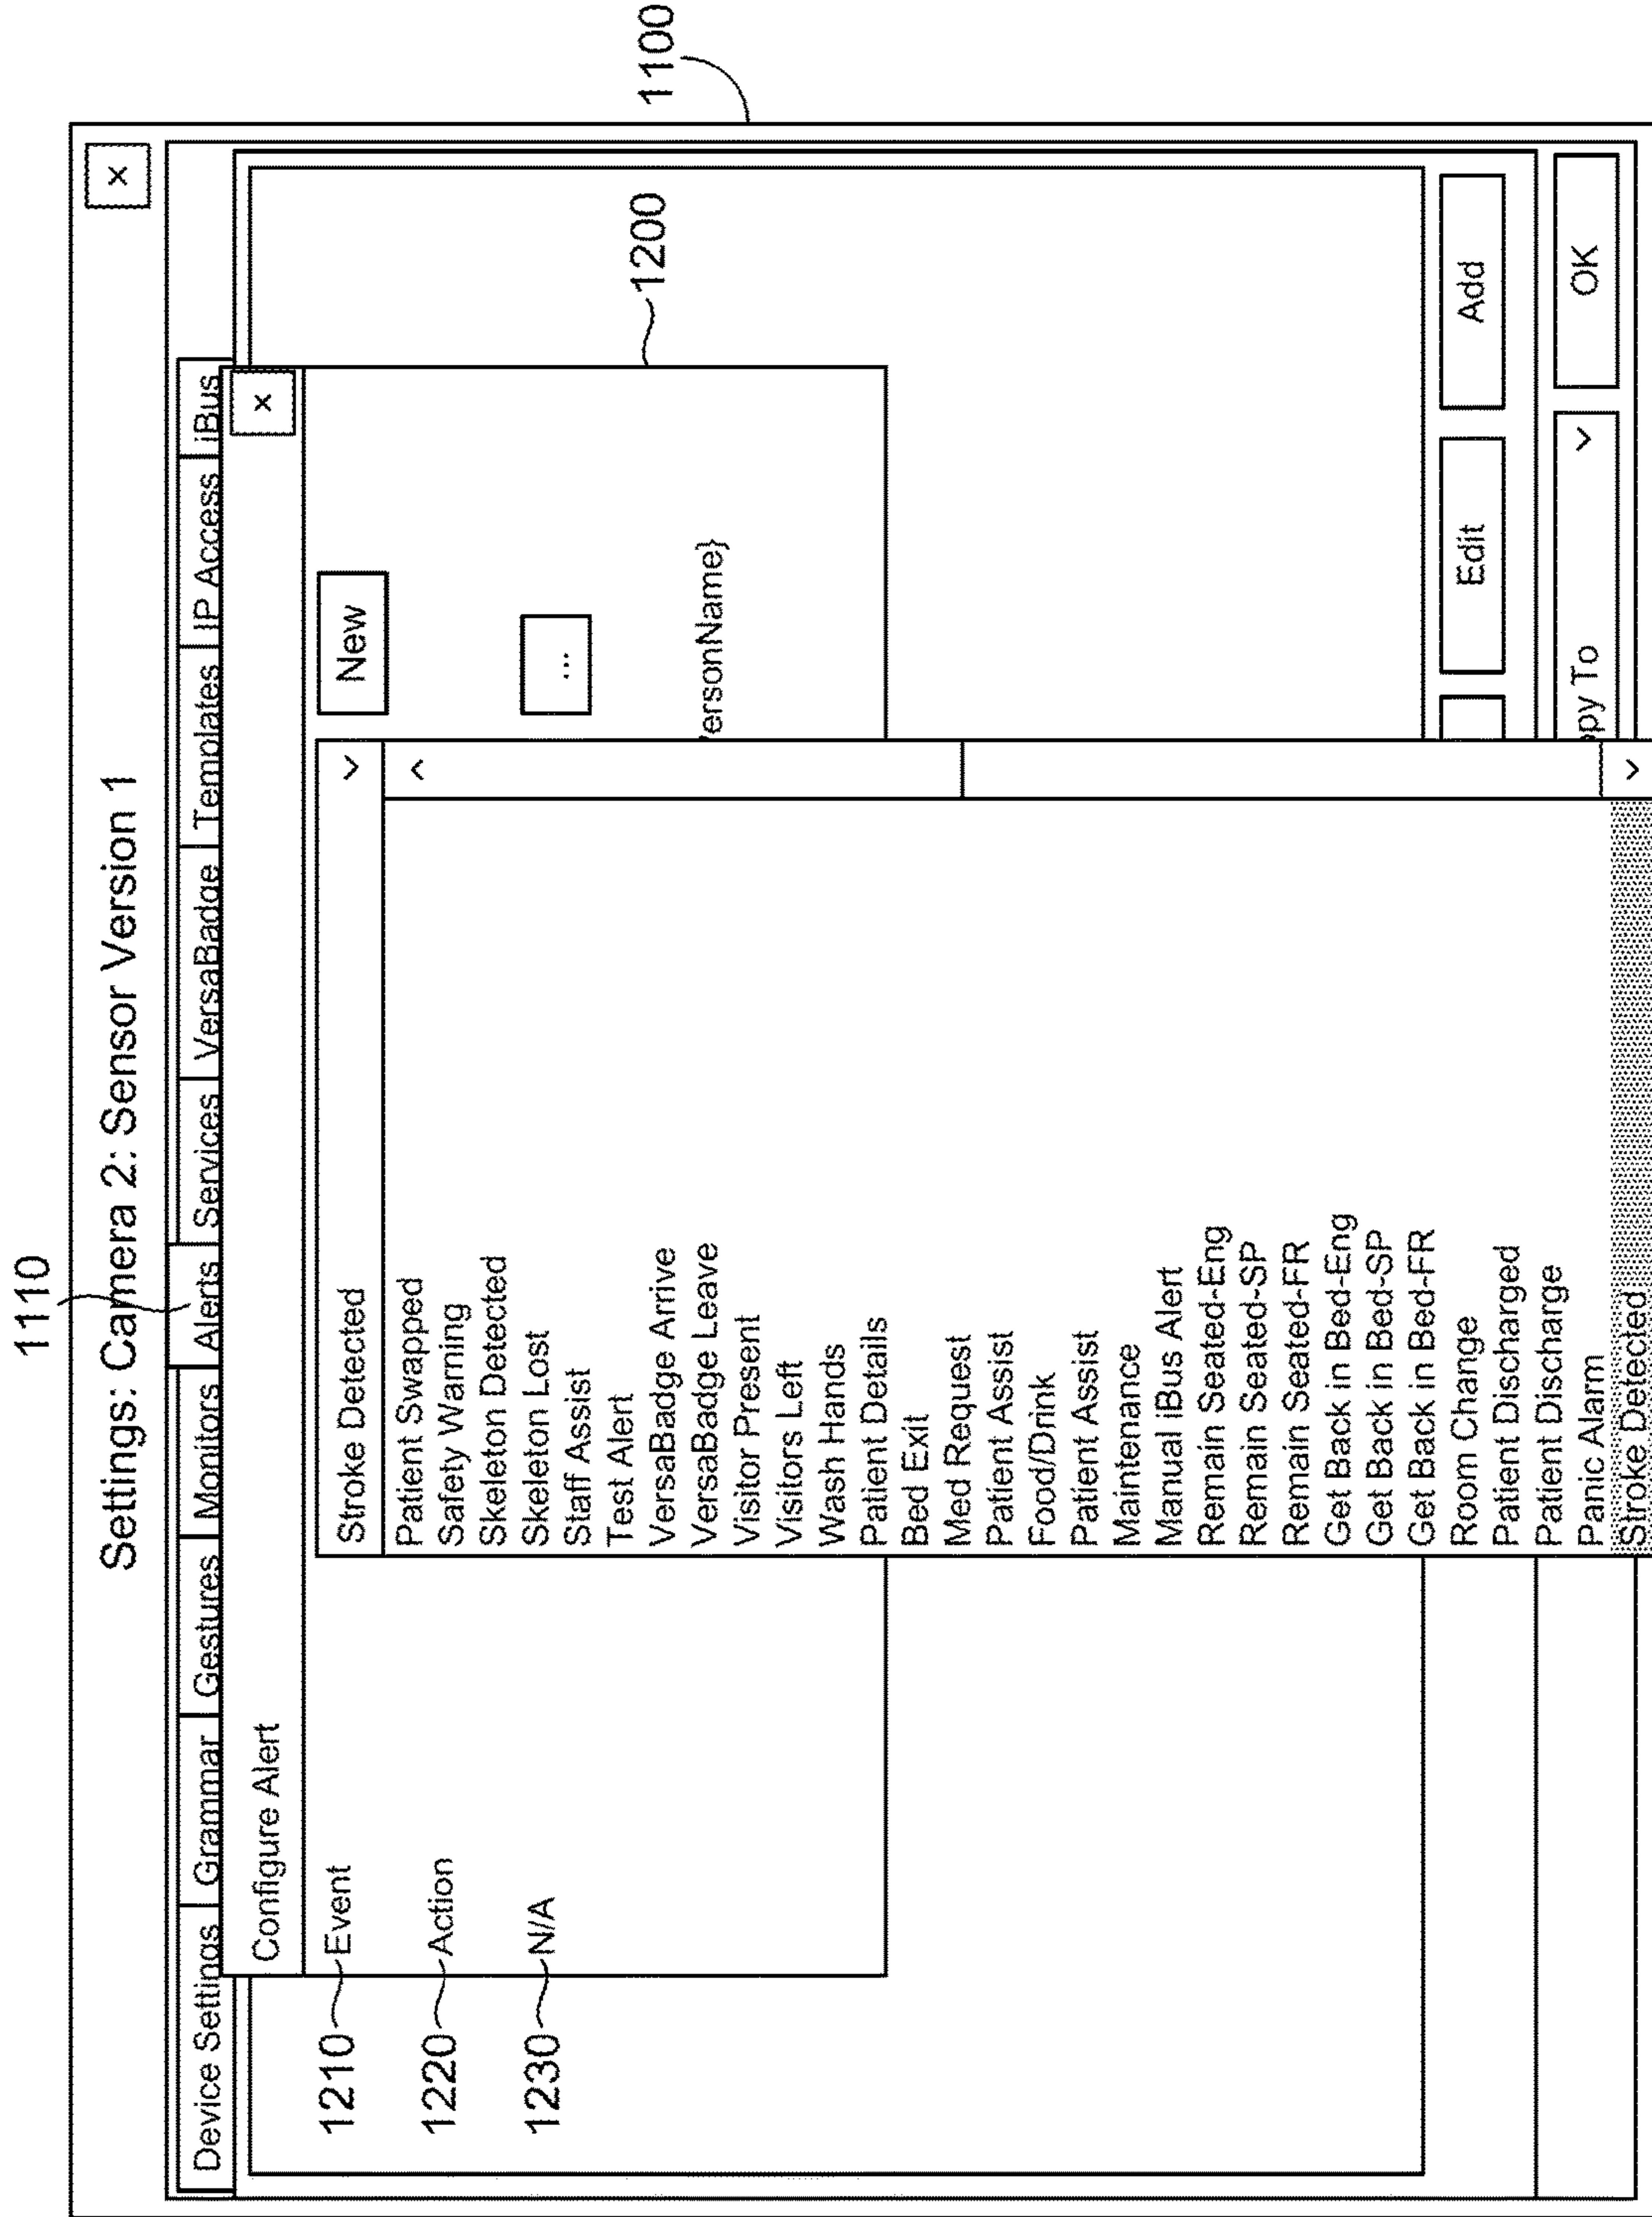 1110
Settings: Camera 2: Sensor Version 1
×
1100
Device Settings Grammar Gestures Monitors Alerts Services VersaBadge Templates IP Access iBus
Configure Alert ×
1210 Event Stroke Detected New
1220 Action
1230 N/A ...
1200
Patient Swapped
Safety Warning
Skeleton Detected
Skeleton Lost
Staff Assist
Test Alert
VersaBadge Arrive
VersaBadge Leave ersonName}
Visitor Present
Visitors Left
Wash Hands
Patient Details
Bed Exit
Med Request
Patient Assist
Food/Drink
Patient Assist
Maintenance
Manual iBus Alert
Remain Seated-Eng
Remain Seated-SP
Remain Seated-FR
Get Back in Bed-Eng
Get Back in Bed-SP
Get Back in Bed-FR
Room Change
Patient Discharged
Patient Discharge
Panic Alarm
Stroke Detected
Edit Add
py To OK